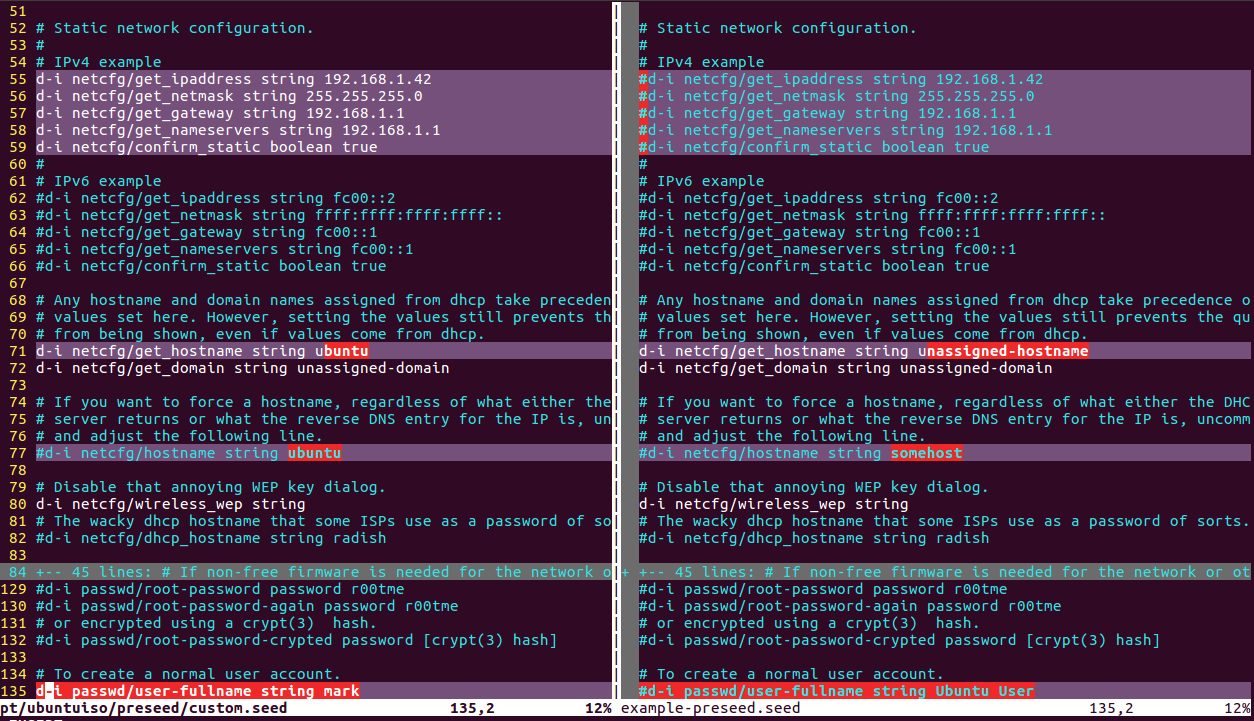 51
52 # Static network configuration.
53 #
54 # IPv4 example
55 d-i netcfg/get_ipaddress string 192.168.1.42
56 d-i netcfg/get_netmask string 255.255.255.0
57 d-i netcfg/get_gateway string 192.168.1.1
58 d-i netcfg/get_nameservers string 192.168.1.1
59 d-i netcfg/confirm_static boolean true
60 #
61 # IPv6 example
62 #d-i netcfg/get_ipaddress string fc00::2
63 #d-i netcfg/get_netmask string ffff:ffff:ffff:ffff::
64 #d-i netcfg/get_gateway string fc00::1
65 #d-i netcfg/get_nameservers string fc00::1
66 #d-i netcfg/confirm_static boolean true
67
68 # Any hostname and domain names assigned from dhcp take preceden
69 # values set here. However, setting the values still prevents th
70 # from being shown, even if values come from dhcp.
71 d-i netcfg/get_hostname string ubuntu
72 d-i netcfg/get_domain string unassigned-domain
73
74 # If you want to force a hostname, regardless of what either the
75 # server returns or what the reverse DNS entry for the IP is, un
76 # and adjust the following line.
77 #d-i netcfg/hostname string ubuntu
78
79 # Disable that annoying WEP key dialog.
80 d-i netcfg/wireless_wep string
81 # The wacky dhcp hostname that some ISPs use as a password of so
82 #d-i netcfg/dhcp_hostname string radish
83
84 +-- 45 lines: # If non-free firmware is needed for the network o
129 #d-i passwd/root-password password r00tme
130 #d-i passwd/root-password-again password r00tme
131 # or encrypted using a crypt(3)  hash.
132 #d-i passwd/root-password-crypted password [crypt(3) hash]
133
134 # To create a normal user account.
135 d-i passwd/user-fullname string mark
pt/ubuntuiso/preseed/custom.seed 135,2 12%
# Static network configuration.
#
# IPv4 example
#d-i netcfg/get_ipaddress string 192.168.1.42
#d-i netcfg/get_netmask string 255.255.255.0
#d-i netcfg/get_gateway string 192.168.1.1
#d-i netcfg/get_nameservers string 192.168.1.1
#d-i netcfg/confirm_static boolean true
#
# IPv6 example
#d-i netcfg/get_ipaddress string fc00::2
#d-i netcfg/get_netmask string ffff:ffff:ffff:ffff::
#d-i netcfg/get_gateway string fc00::1
#d-i netcfg/get_nameservers string fc00::1
#d-i netcfg/confirm_static boolean true
# Any hostname and domain names assigned from dhcp take precedence o
# values set here. However, setting the values still prevents the qu
# from being shown, even if values come from dhcp.
d-i netcfg/get_hostname string unassigned-hostname
d-i netcfg/get_domain string unassigned-domain
# If you want to force a hostname, regardless of what either the DHC
# server returns or what the reverse DNS entry for the IP is, uncomm
# and adjust the following line.
#d-i netcfg/hostname string somehost
# Disable that annoying WEP key dialog.
d-i netcfg/wireless_wep string
# The wacky dhcp hostname that some ISPs use as a password of sorts.
#d-i netcfg/dhcp_hostname string radish
+ +-- 45 lines: # If non-free firmware is needed for the network or ot
#d-i passwd/root-password password r00tme
#d-i passwd/root-password-again password r00tme
# or encrypted using a crypt(3)  hash.
#d-i passwd/root-password-crypted password [crypt(3) hash]
# To create a normal user account.
#d-i passwd/user-fullname string Ubuntu User
example-preseed.seed 135,2 12%